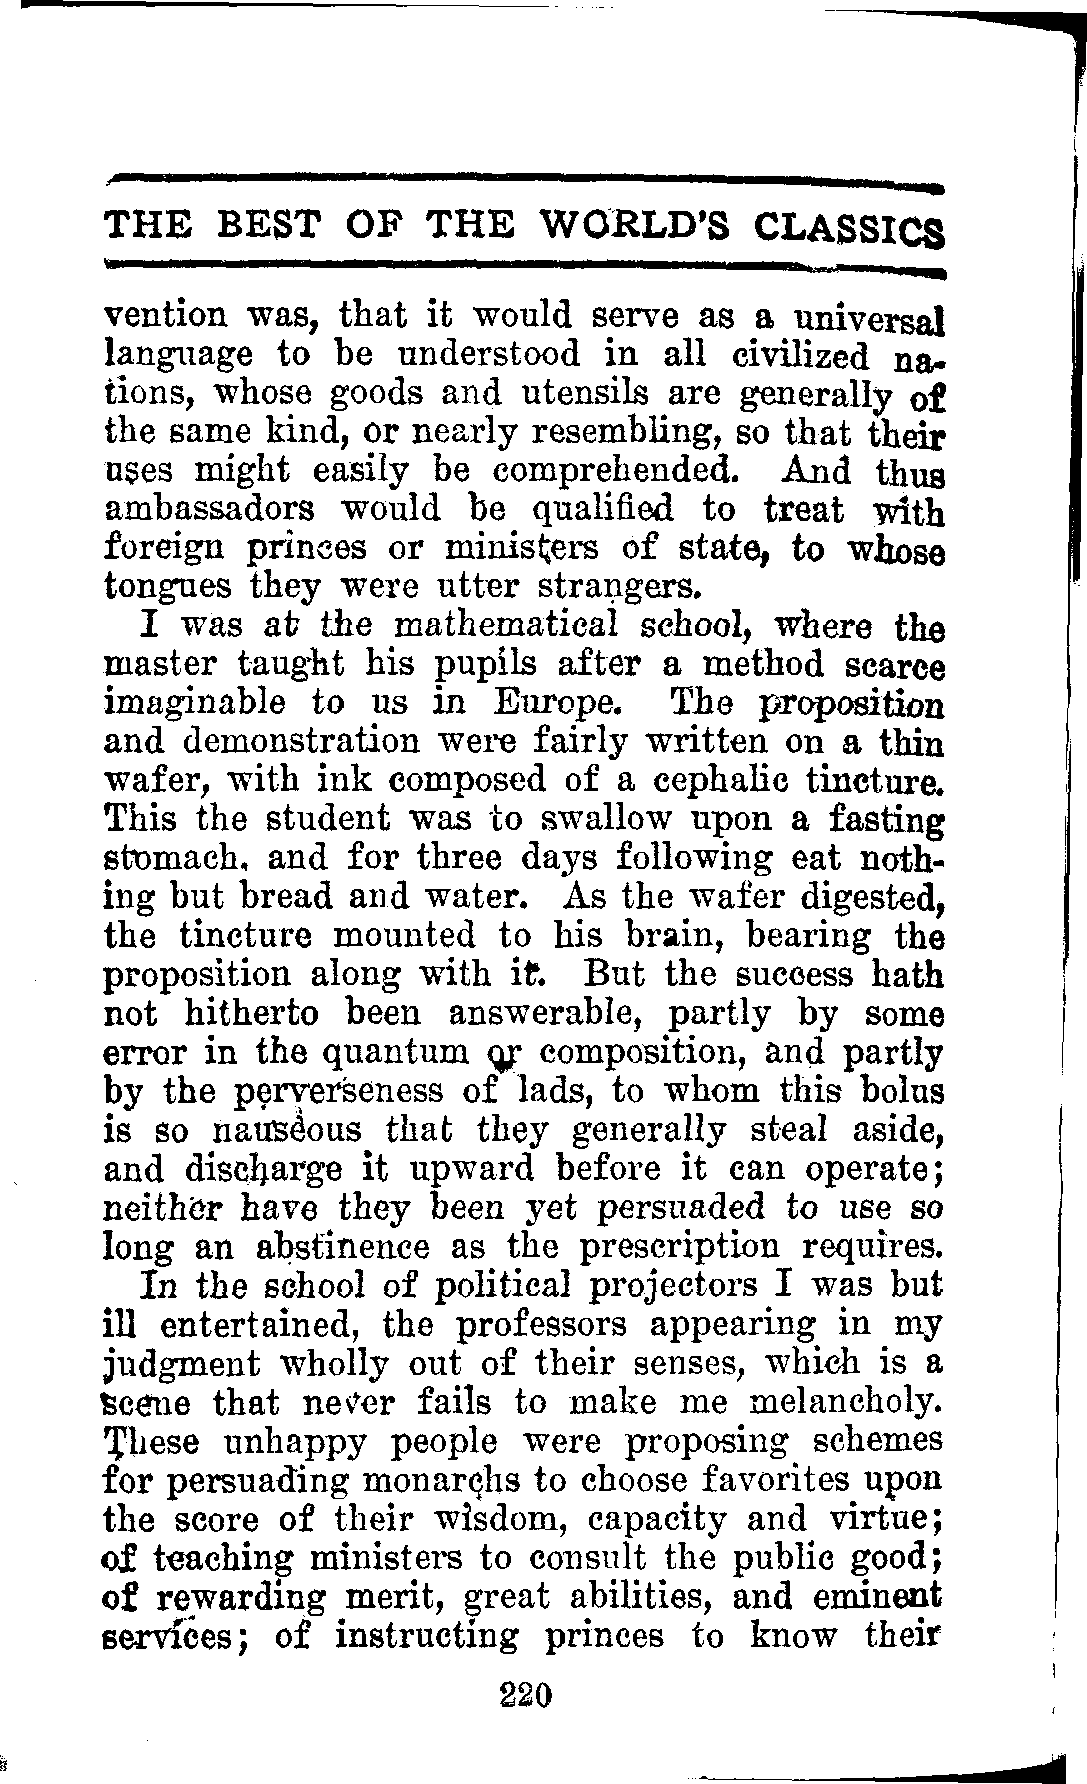 THE BEST OF THE WORLD'S CLASSICS
vention was, that it would serve as a universal
language to be understood in all civilized na-
tions, whose goods and utensils are generally of
the same kind, or nearly resembling, so that their
uses might easily be comprehended. And thus
ambassadors would be qualified to treat with
foreign princes or ministers of state, to whose
tongues they were utter strangers.
I was at the mathematical school, where the
master taught his pupils after a method scarce
imaginable to us in Europe. The proposition
and demonstration were fairly written on a thin
wafer, with ink composed of a cephalic tincture.
This the student was to swallow upon a fasting
stomach, and for three days following eat noth-
ing but bread and water. As the wafer digested,
the tincture mounted to his brain, bearing the
proposition along with it. But the success hath
not hitherto been answerable, partly by some
error in the quantum or composition, and partly
by the perverseness of lads, to whom this bolus
is so nauseous that they generally steal aside,
and discharge it upward before it can operate;
neither have they been yet persuaded to use so
long an abstinence as the prescription requires.
In the school of political projectors I was but
ill entertained, the professors appearing in my
judgment wholly out of their senses, which is a
scene that never fails to make me melancholy.
These unhappy people were proposing schemes
for persuading monarchs to choose favorites upon
the score of their wisdom, capacity and virtue;
of teaching ministers to consult the public good;
of rewarding merit, great abilities, and eminent
services; of instructing princes to know their
220